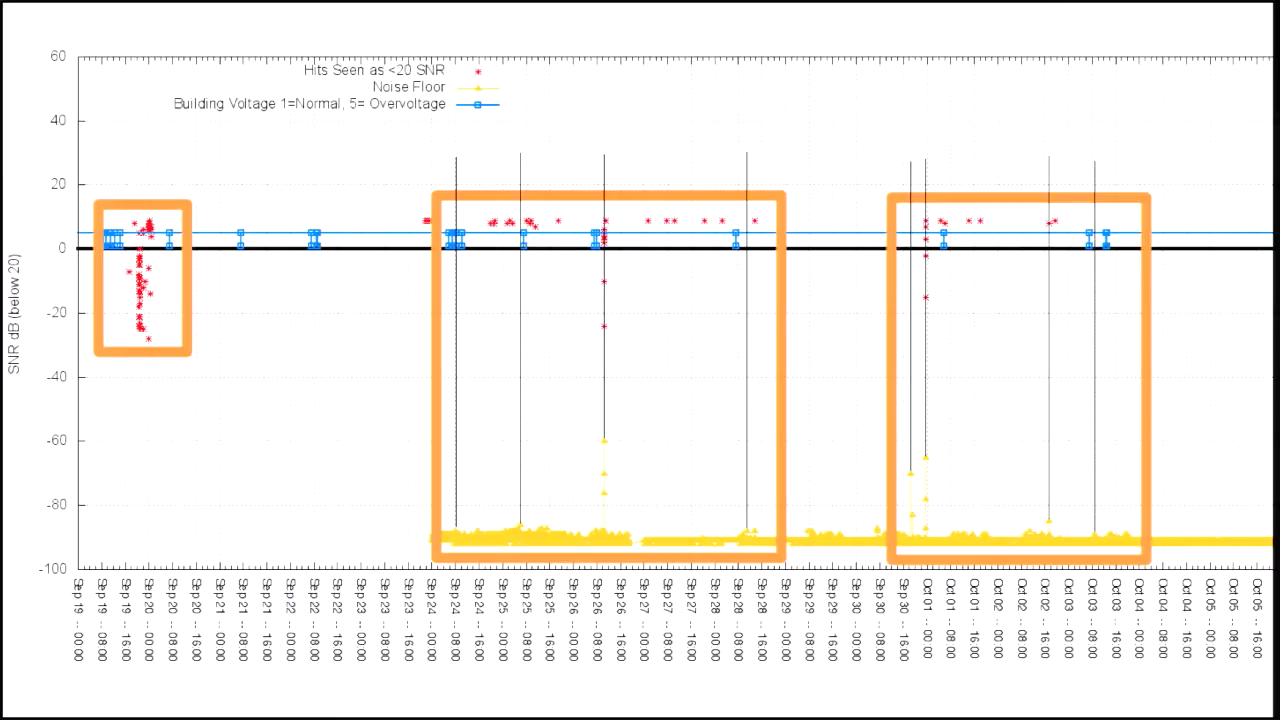 60
40
20
0
-20
-40
-60
-80
-100
SNR dB (below 20)
Hits Seen as <20 SNR
Noise Floor
Building Voltage 1=Normal, 5= Overvoltage
Sep 19 -- 00:00
Sep 19 -- 08:00
Sep 19 -- 16:00
Sep 20 -- 00:00
Sep 20 -- 08:00
Sep 20 -- 16:00
Sep 21 -- 00:00
Sep 21 -- 08:00
Sep 21 -- 16:00
Sep 22 -- 00:00
Sep 22 -- 08:00
Sep 22 -- 16:00
Sep 23 -- 00:00
Sep 23 -- 08:00
Sep 23 -- 16:00
Sep 24 -- 00:00
Sep 24 -- 08:00
Sep 24 -- 16:00
Sep 25 -- 00:00
Sep 25 -- 08:00
Sep 25 -- 16:00
Sep 26 -- 00:00
Sep 26 -- 08:00
Sep 26 -- 16:00
Sep 27 -- 00:00
Sep 27 -- 08:00
Sep 27 -- 16:00
Sep 28 -- 00:00
Sep 28 -- 08:00
Sep 28 -- 16:00
Sep 29 -- 00:00
Sep 29 -- 08:00
Sep 29 -- 16:00
Sep 30 -- 00:00
Sep 30 -- 08:00
Sep 30 -- 16:00
Oct 01 -- 00:00
Oct 01 -- 08:00
Oct 01 -- 16:00
Oct 02 -- 00:00
Oct 02 -- 08:00
Oct 02 -- 16:00
Oct 03 -- 00:00
Oct 03 -- 08:00
Oct 03 -- 16:00
Oct 04 -- 00:00
Oct 04 -- 08:00
Oct 04 -- 16:00
Oct 05 -- 00:00
Oct 05 -- 08:00
Oct 05 -- 16:00